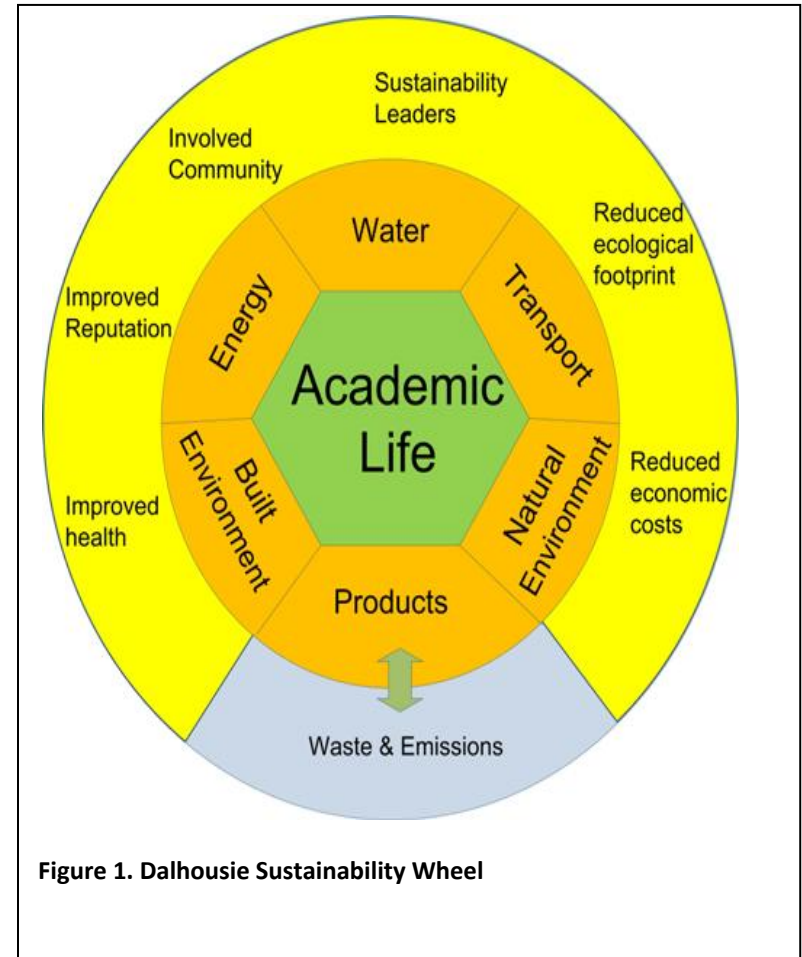 Sustainability
Leaders
Involved
Community
Reduced
ecological
footprint
Improved
Reputation
Reduced
economic
costs
Improved
health
Water
Transport
Energy
Natural
Environment
Built
Environment
Products
Academic
Life
Waste & Emissions
Figure 1. Dalhousie Sustainability Wheel